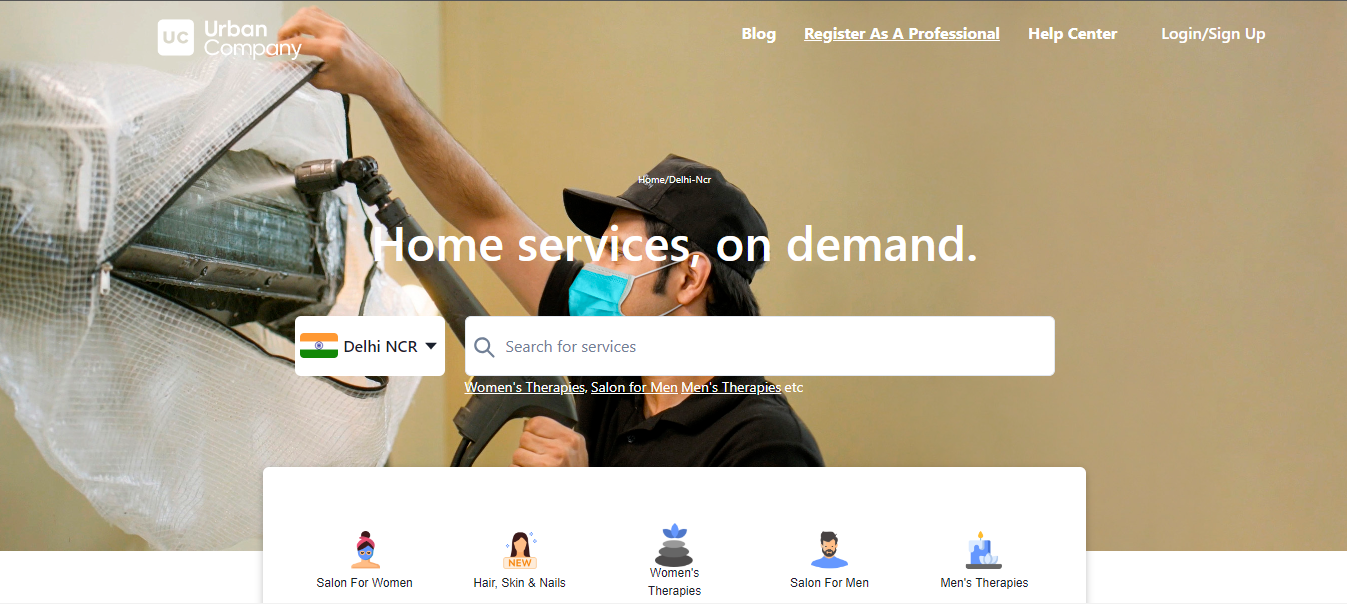 UC Urban
Company
Blog Register As A Professional Help Center Login/Sign Up
Home/Delhi-Ncr
Home services, on demand.
Delhi NCR
Search for services
Women's Therapies, Salon for Men Men's Therapies etc
Salon For Women
NEW
Hair, Skin & Nails
Women's
Therapies
Salon For Men
Men's Therapies